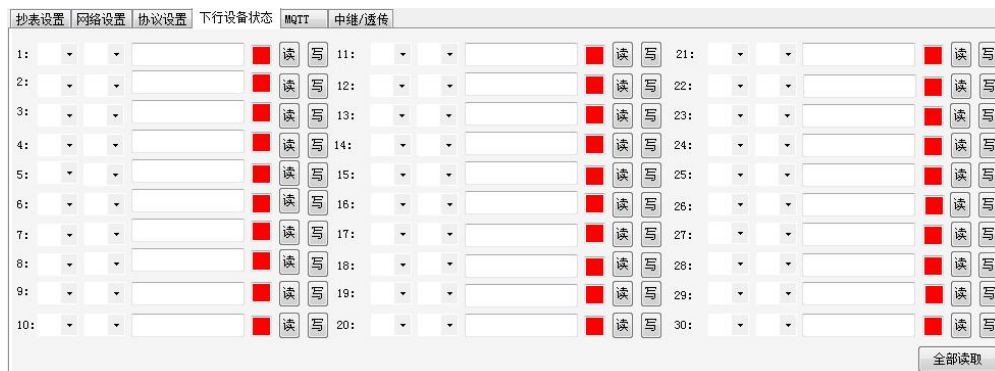 抄表设置 网络设置 协议设置 下行设备状态 MQTT 中继/透传
1: 读 写 11: 读 写 21: 读 写
2: 读 写 12: 读 写 22: 读 写
3: 读 写 13: 读 写 23: 读 写
4: 读 写 14: 读 写 24: 读 写
5: 读 写 15: 读 写 25: 读 写
6: 读 写 16: 读 写 26: 读 写
7: 读 写 17: 读 写 27: 读 写
8: 读 写 18: 读 写 28: 读 写
9: 读 写 19: 读 写 29: 读 写
10: 读 写 20: 读 写 30: 读 写
全部读取